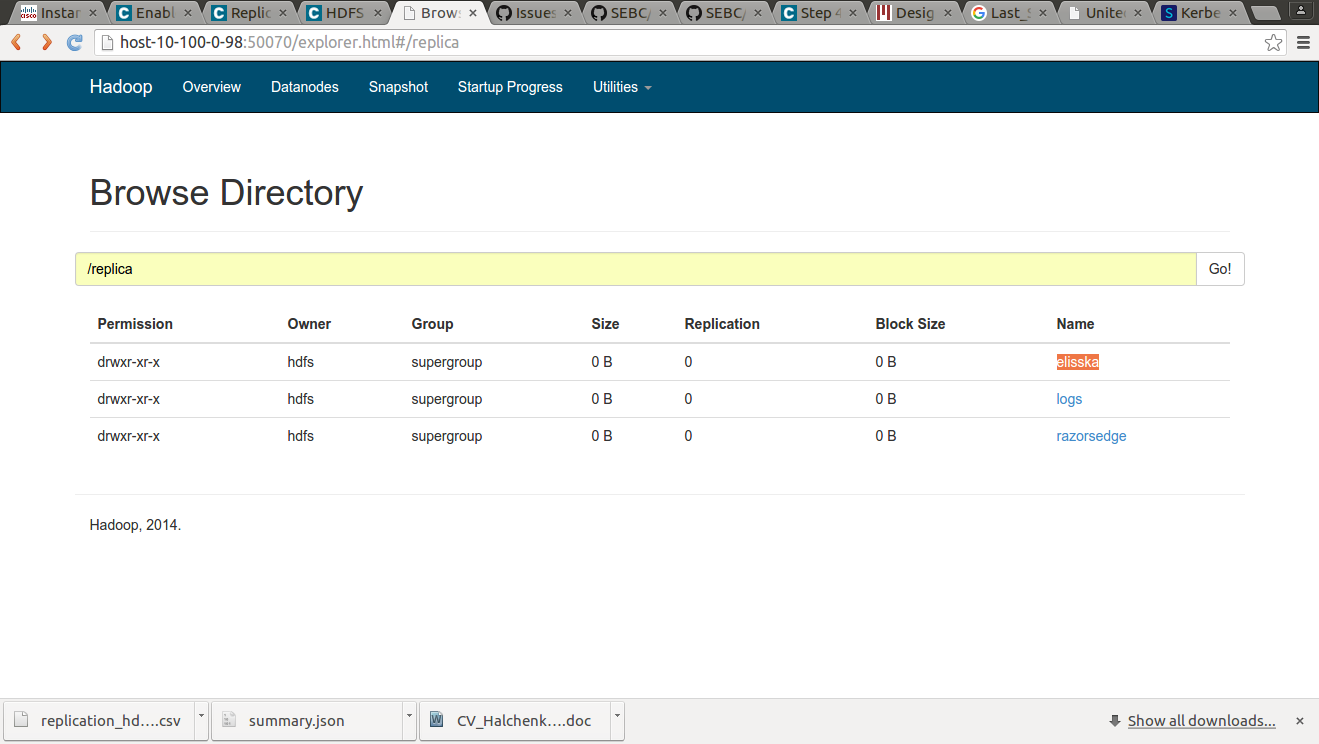 Instar Enabl Replic HDFS Brows Issues SEBC/ SEBC/ Step 4 Desig Last_S United Kerbe
host-10-100-0-98:50070/explorer.html#/replica
Hadoop Overview Datanodes Snapshot Startup Progress Utilities
Browse Directory
/replica Go!
Permission Owner Group Size Replication Block Size Name
drwxr-xr-x hdfs supergroup 0 B 0 0 B elisska
drwxr-xr-x hdfs supergroup 0 B 0 0 B logs
drwxr-xr-x hdfs supergroup 0 B 0 0 B razorsedge
Hadoop, 2014.
replication_hd....csv summary.json CV_Halchenk....doc Show all downloads...